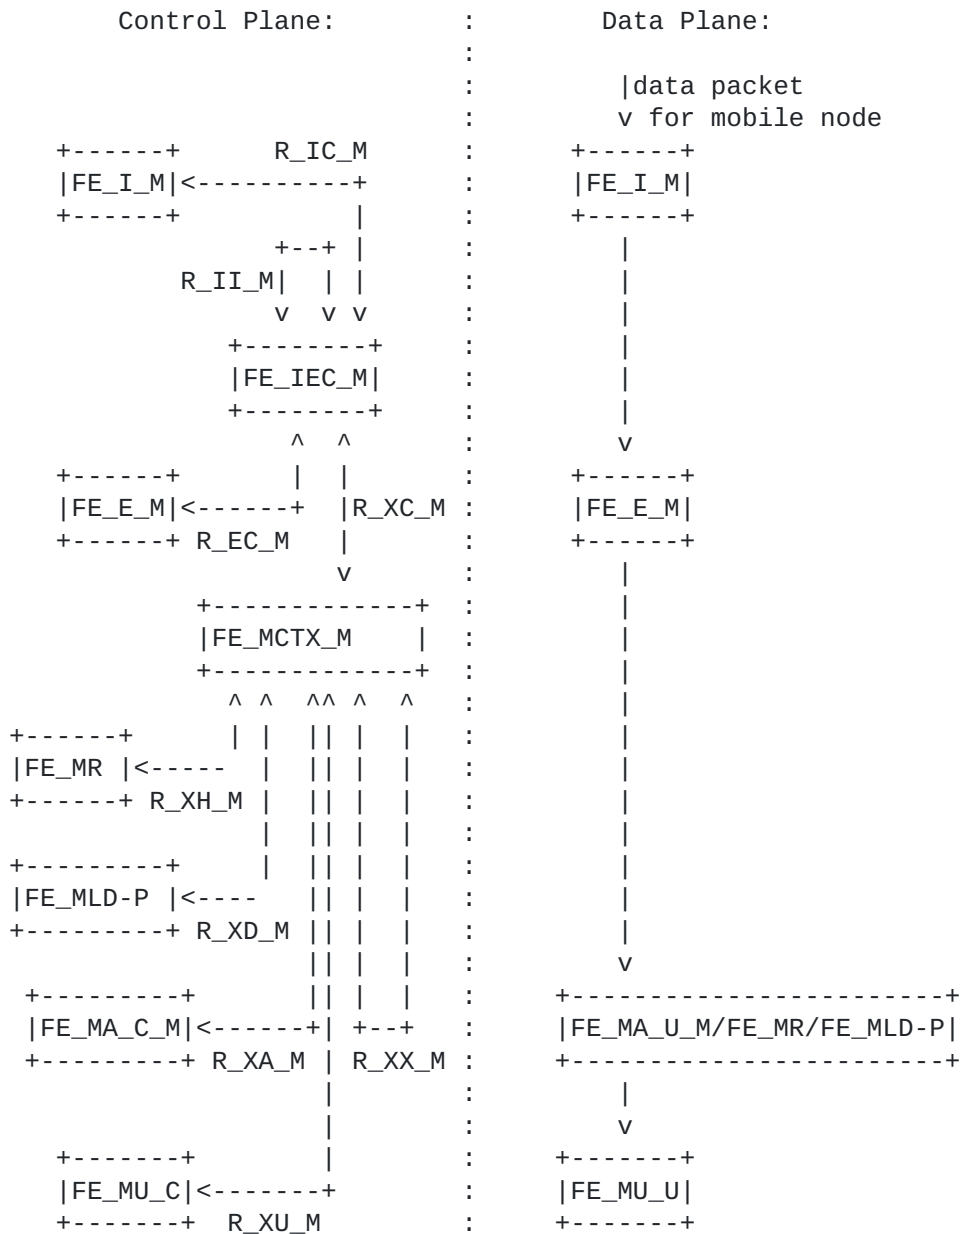 Control Plane: : Data Plane:
|data packet
v for mobile node
R_IC_M
|FE_I_M| |FE_I_M|
R_II_M
|FE_IEC_M|
|FE_E_M| R_XC_M |FE_E_M|
R_EC_M
|FE_MCTX_M |
|FE_MR |
R_XH_M
|FE_MLD-P |
R_XD_M
|FE_MA_C_M| |FE_MA_U_M/FE_MR/FE_MLD-P|
R_XA_M R_XX_M
|FE_MU_C| |FE_MU_U|
R_XU_M